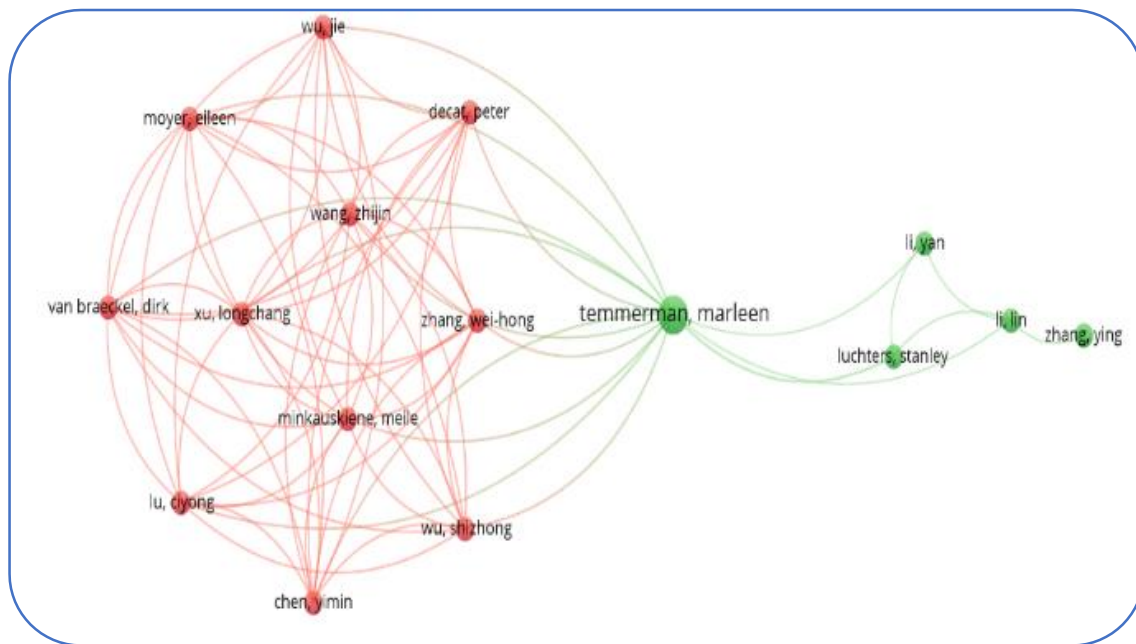 wu, jie
decat, peter
moyer, eileen
wang, zhijin
li, yan
van braeckel, dirk
xu, longchang
zhang, wei-hong
temmerman, marleen
li, lin
zhang, ying
luchters, stanley
minkauskiene, meile
lu, ciyong
wu, shizhong
chen, yimin